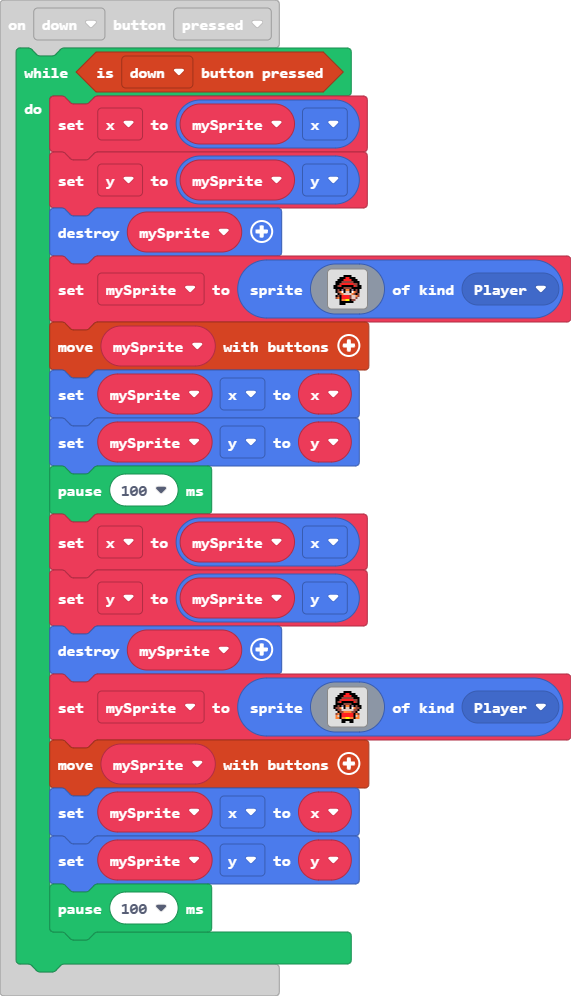 on down button pressed
while is down button pressed
do
set x to mySprite x
set y to mySprite y
destroy mySprite
set mySprite to sprite of kind Player
move mySprite with buttons
set mySprite x to x
set mySprite y to y
pause 100 ms
set x to mySprite x
set y to mySprite y
destroy mySprite
set mySprite to sprite of kind Player
move mySprite with buttons
set mySprite x to x
set mySprite y to y
pause 100 ms